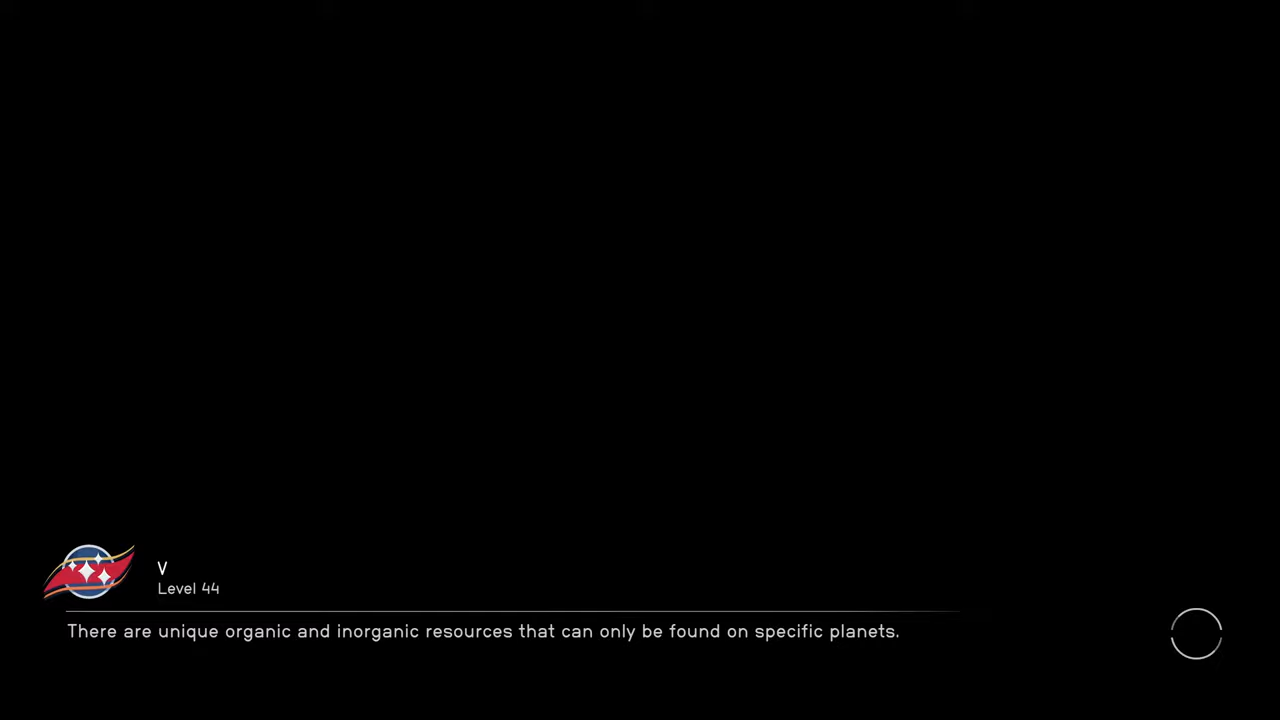 V
Level 44
There are unique organic and inorganic resources that can only be found on specific planets.